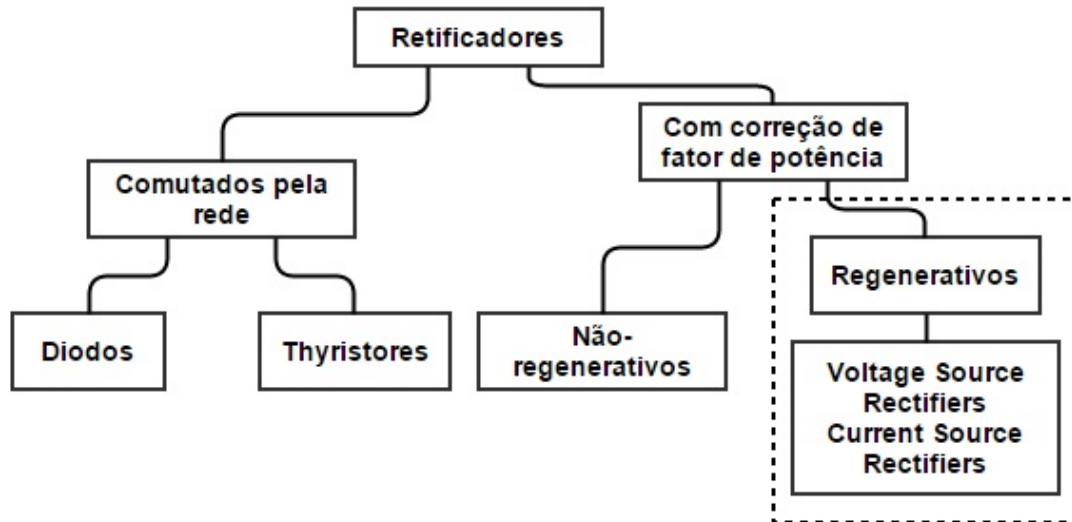 Retificadores
Com correção de
fator de potência
Comutados pela
rede
Regenerativos
Diodos
Thyristores
Não-
regenerativos
Voltage Source
Rectifiers
Current Source
Rectifiers